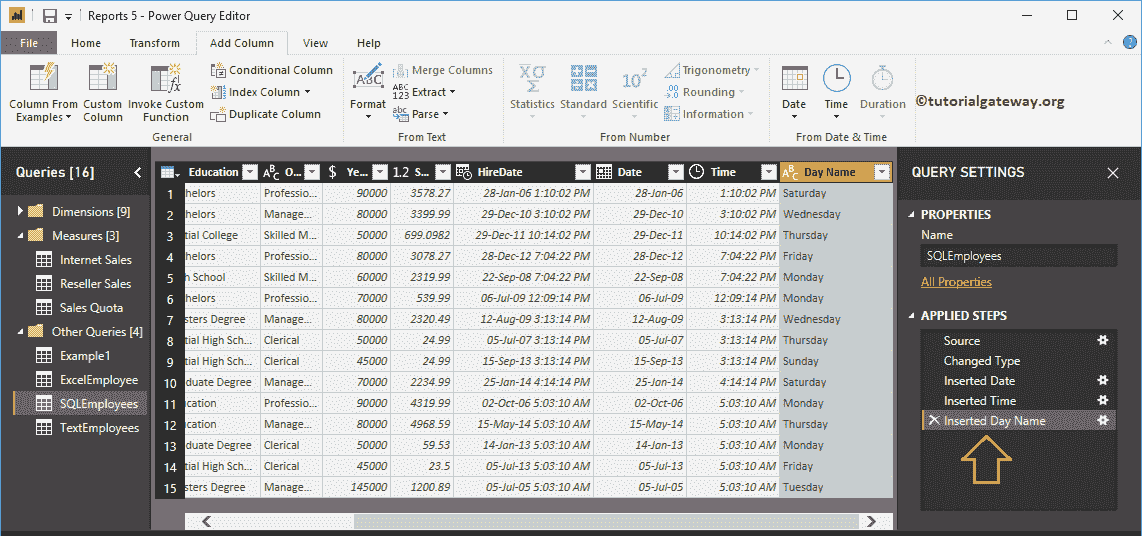 Reports 5 - Power Query Editor
File Home Transform Add Column View Help
Column From Examples
Custom Column
Invoke Custom Function
Conditional Column
Index Column
Duplicate Column
General
Format
Merge Columns
ABC 123 Extract
abc Parse
From Text
Statistics
Standard
Scientific
Trigonometry
Rounding
Information
From Number
Date
Time
Duration
From Date & Time
©tutorialgateway.org
Queries [16]
Dimensions [9]
Measures [3]
Internet Sales
Reseller Sales
Sales Quota
Other Queries [4]
Example1
ExcelEmployee
SQLEmployees
TextEmployees
Education O... $ Ye... 1.2 S... HireDate Date Time Day Name
1 helors Professio... 90000 3578.27 28-Jan-06 1:10:02 PM 28-Jan-06 1:10:02 PM Saturday
2 helors Manage... 80000 3399.99 29-Dec-10 3:10:02 PM 29-Dec-10 3:10:02 PM Wednesday
3 tial College Skilled M... 50000 699.0982 29-Dec-11 10:14:02 PM 29-Dec-11 10:14:02 PM Thursday
4 helors Manage... 80000 3078.27 28-Dec-12 7:04:22 PM 28-Dec-12 7:04:22 PM Friday
5 h School Skilled M... 60000 2319.99 22-Sep-08 7:04:22 PM 22-Sep-08 7:04:22 PM Monday
6 helors Professio... 70000 539.99 06-Jul-09 12:09:14 PM 06-Jul-09 12:09:14 PM Monday
7 sters Degree Manage... 80000 2320.49 12-Aug-09 3:13:14 PM 12-Aug-09 3:13:14 PM Wednesday
8 tial High Sch... Clerical 50000 24.99 05-Jul-07 3:13:14 PM 05-Jul-07 3:13:14 PM Thursday
9 tial High Sch... Clerical 45000 24.99 15-Sep-13 3:13:14 PM 15-Sep-13 3:13:14 PM Sunday
10 duate Degree Manage... 70000 2234.99 25-Jan-14 4:14:14 PM 25-Jan-14 4:14:14 PM Saturday
11 cation Professio... 90000 4319.99 02-Oct-06 5:03:10 AM 02-Oct-06 5:03:10 AM Monday
12 cation Manage... 80000 4968.59 15-May-14 5:03:10 AM 15-May-14 5:03:10 AM Thursday
13 duate Degree Clerical 50000 59.53 14-Jan-13 5:03:10 AM 14-Jan-13 5:03:10 AM Monday
14 tial High Sch... Clerical 45000 23.5 05-Jul-13 5:03:10 AM 05-Jul-13 5:03:10 AM Friday
15 sters Degree Manage... 145000 1200.89 05-Jul-05 5:03:10 AM 05-Jul-05 5:03:10 AM Tuesday
QUERY SETTINGS
PROPERTIES
Name
SQLEmployees
All Properties
APPLIED STEPS
Source
Changed Type
Inserted Date
Inserted Time
Inserted Day Name